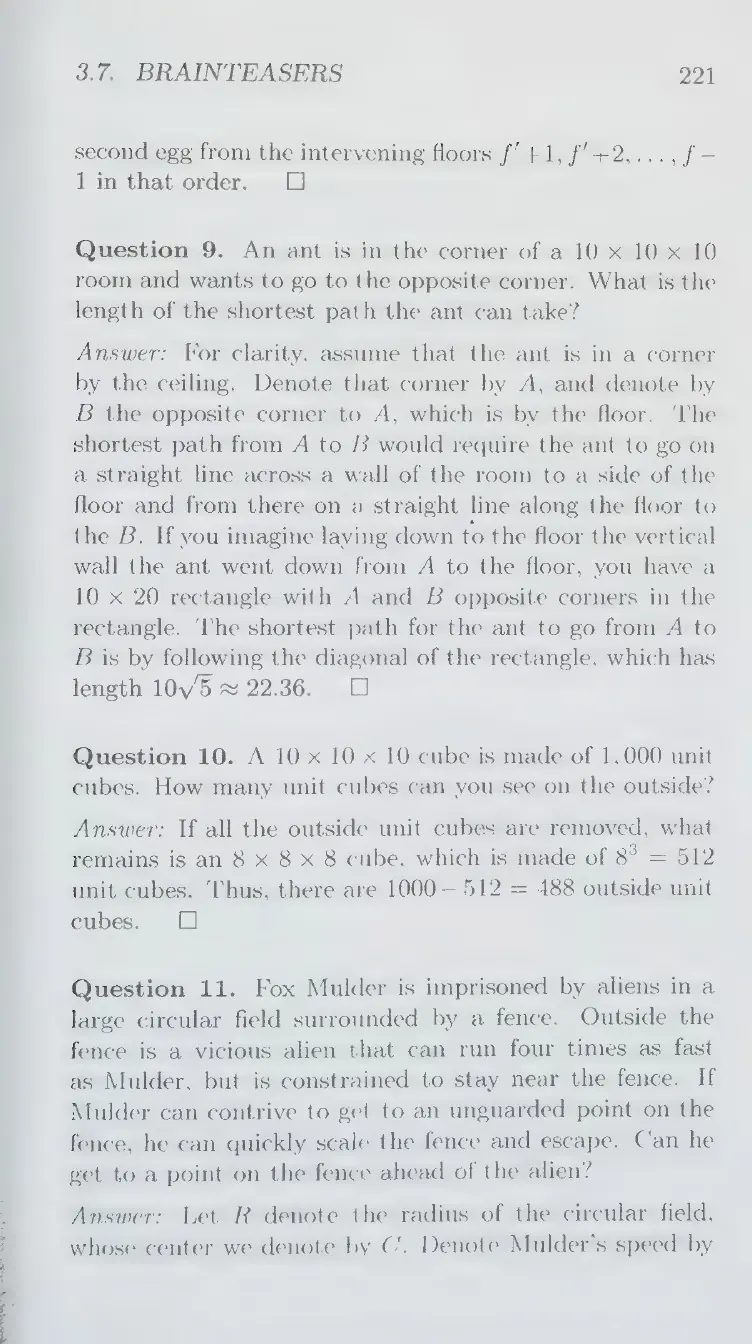 3.7. BRAINTEASERS 221
second egg from the intervening floors f′ + 1, f′ + 2, . . . , f −
1 in that order. □
Question 9. An ant is in the corner of a 10 × 10 × 10
room and wants to go to the opposite corner. What is the
length of the shortest path the ant can take?
Answer: For clarity, assume that the ant is in a corner
by the ceiling. Denote that corner by A, and denote by
B the opposite corner to A, which is by the floor. The
shortest path from A to B would require the ant to go on
a straight line across a wall of the room to a side of the
floor and from there on a straight line along the floor to
the B. If you imagine laying down to the floor the vertical
wall the ant went down from A to the floor, you have a
10 × 20 rectangle with A and B opposite corners in the
rectangle. The shortest path for the ant to go from A to
B is by following the diagonal of the rectangle, which has
length 10√5 ≈ 22.36. □
Question 10. A 10 × 10 × 10 cube is made of 1,000 unit
cubes. How many unit cubes can you see on the outside?
Answer: If all the outside unit cubes are removed, what
remains is an 8 × 8 × 8 cube, which is made of 8³ = 512
unit cubes. Thus, there are 1000 − 512 = 488 outside unit
cubes. □
Question 11. Fox Mulder is imprisoned by aliens in a
large circular field surrounded by a fence. Outside the
fence is a vicious alien that can run four times as fast
as Mulder, but is constrained to stay near the fence. If
Mulder can contrive to get to an unguarded point on the
fence, he can quickly scale the fence and escape. Can he
get to a point on the fence ahead of the alien?
Answer: Let R denote the radius of the circular field,
whose center we denote by C. Denote Mulder's speed by